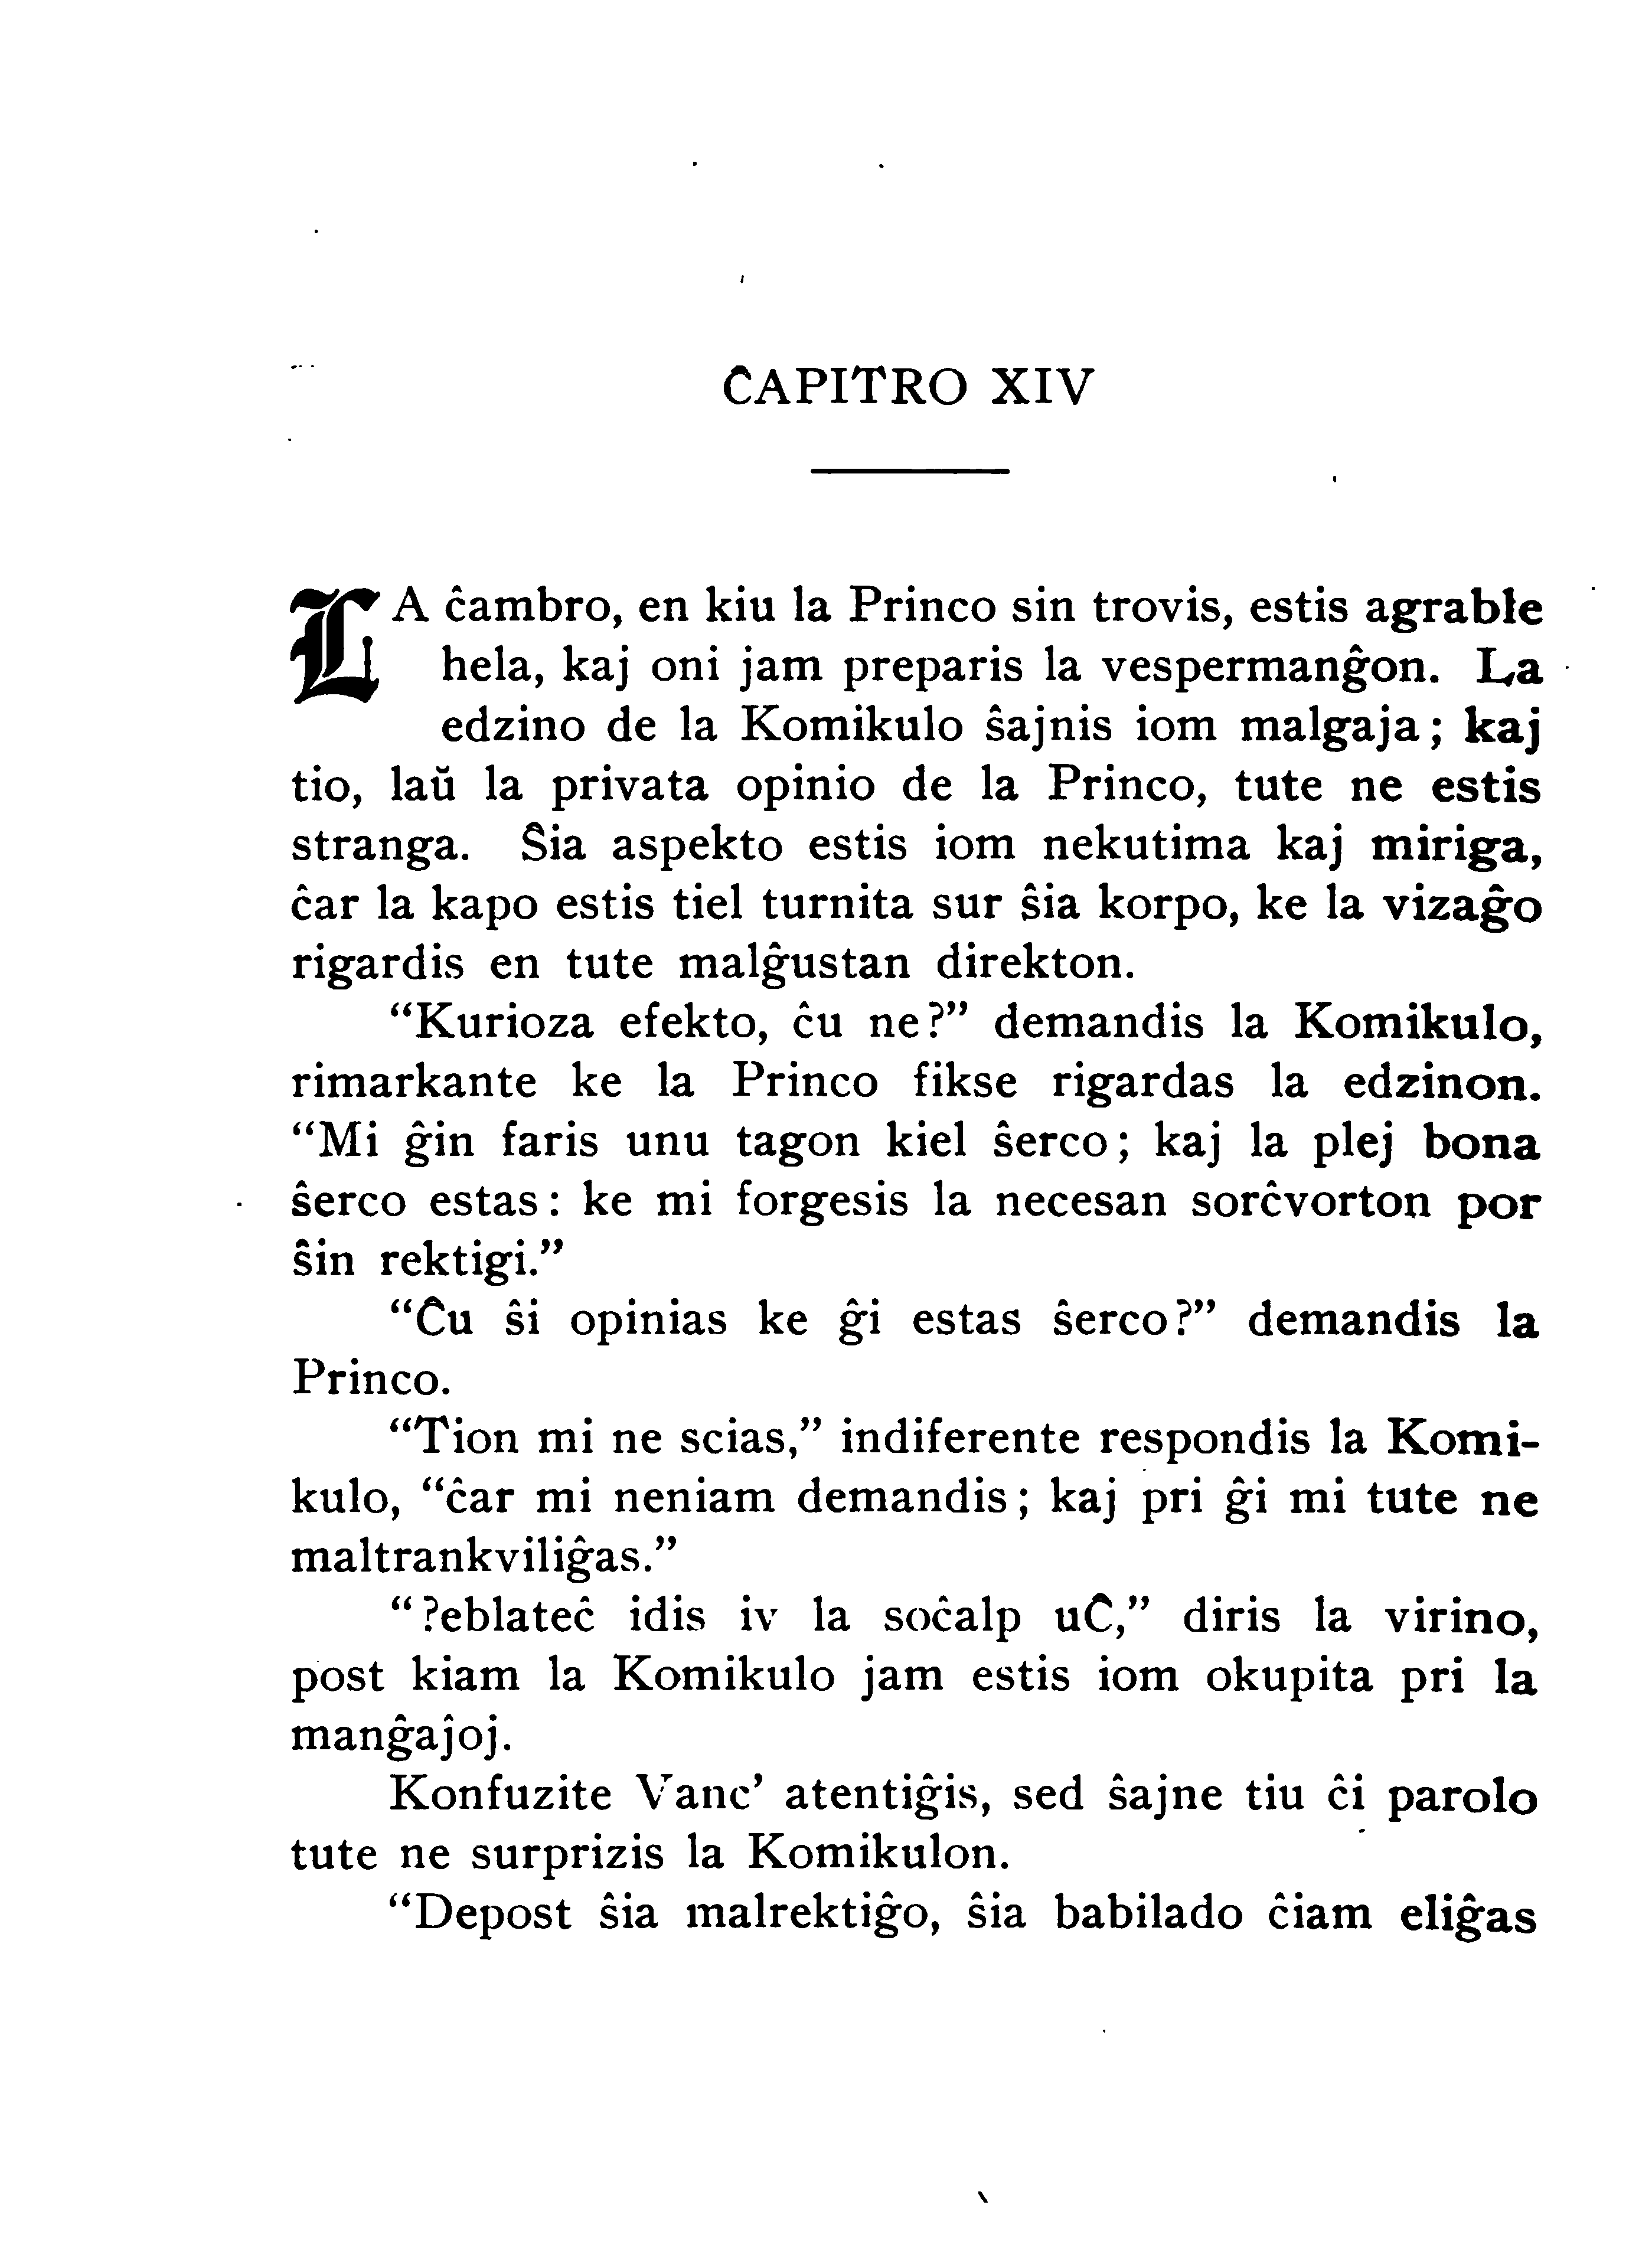 ĈAPITRO XIV
LA ĉambro, en kiu la Princo sin trovis, estis agrable
hela, kaj oni jam preparis la vespermanĝon. La
edzino de la Komikulo ŝajnis iom malgaja; kaj
tio, laŭ la privata opinio de la Princo, tute ne estis
stranga. Ŝia aspekto estis iom nekutima kaj miriga,
ĉar la kapo estis tiel turnita sur ŝia korpo, ke la vizaĝo
rigardis en tute malĝustan direkton.
“Kurioza efekto, ĉu ne?” demandis la Komikulo,
rimarkante ke la Princo fikse rigardas la edzinon.
“Mi ĝin faris unu tagon kiel ŝerco; kaj la plej bona
ŝerco estas: ke mi forgesis la necesan sorĉvorton por
ŝin rektigi.”
“Ĉu ŝi opinias ke ĝi estas ŝerco?” demandis la
Princo.
“Tion mi ne scias,” indiferente respondis la Komi-
kulo, “ĉar mi neniam demandis; kaj pri ĝi mi tute ne
maltrankviliĝas.”
“?eblateĉ idis iv la soĉalp uĈ,” diris la virino,
post kiam la Komikulo jam estis iom okupita pri la
manĝaĵoj.
Konfuzite Vanc’ atentiĝis, sed ŝajne tiu ĉi parolo
tute ne surprizis la Komikulon.
“Depost ŝia malrektiĝo, ŝia babilado ĉiam eliĝas